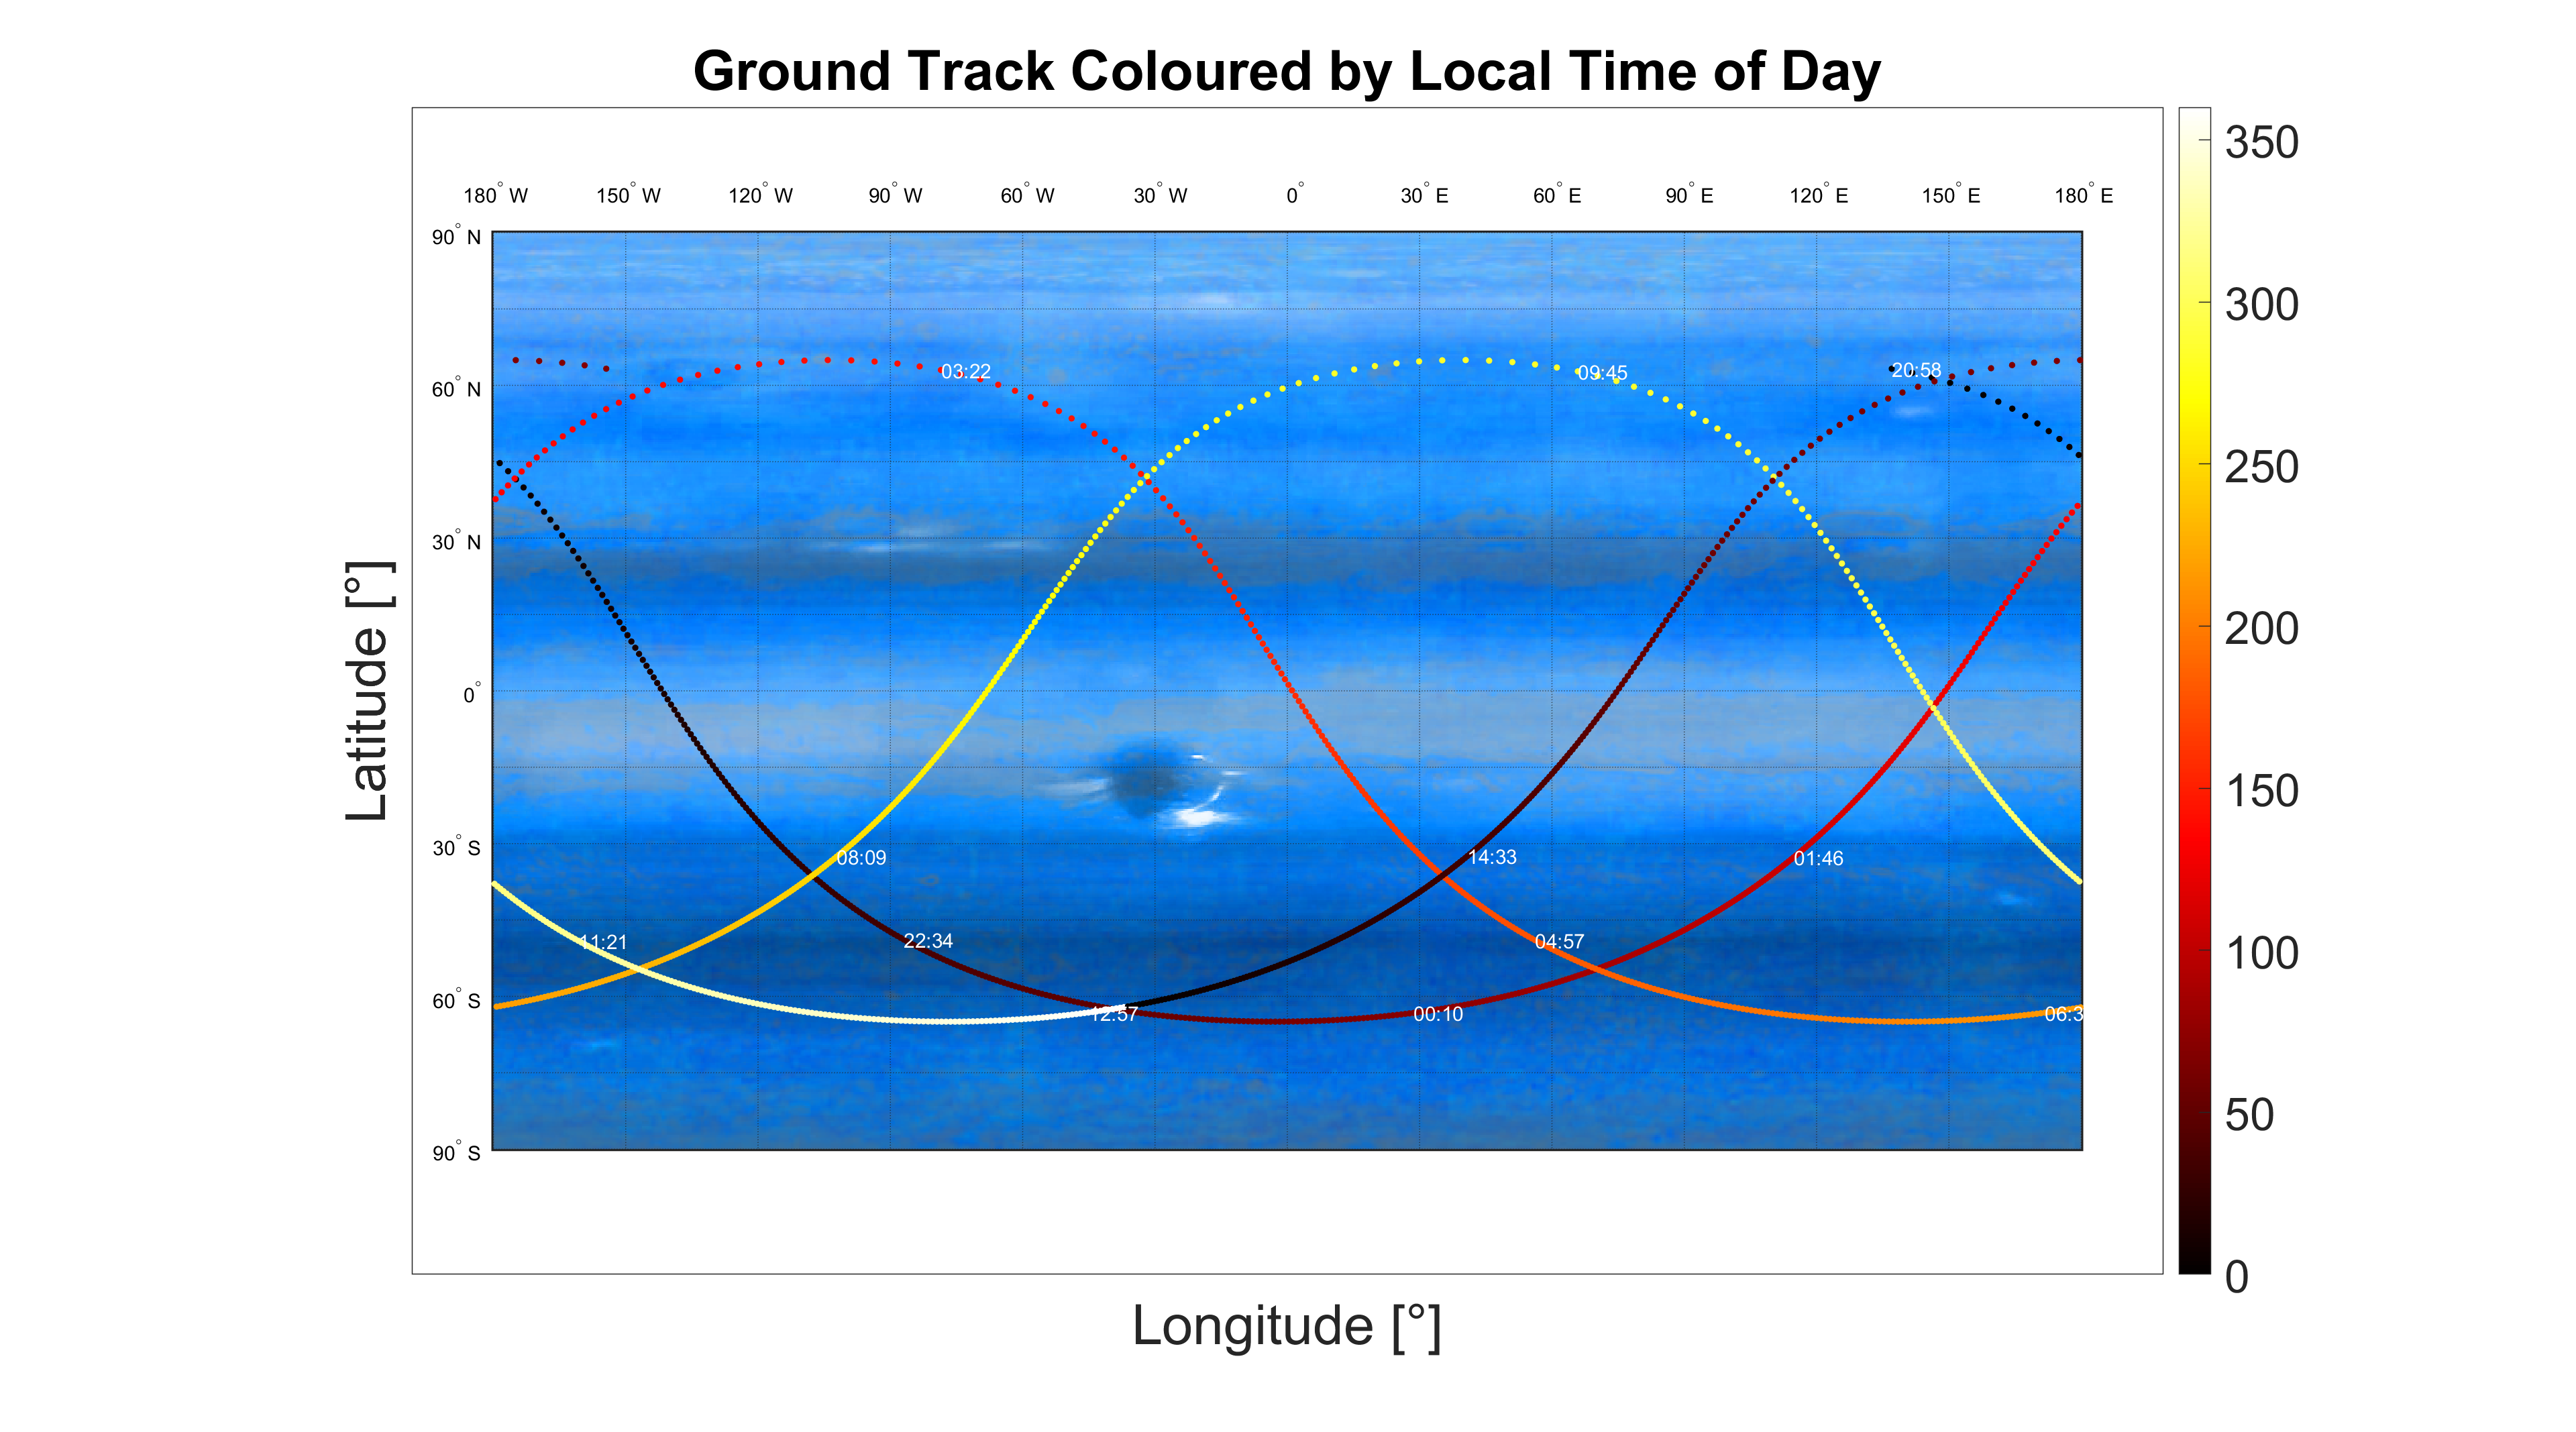 Ground Track Coloured by Local Time of Day
180° W 150° W 120° W 90° W 60° W 30° W 0° 30° E 60° E 90° E 120° E 150° E 180° E
90° N
60° N
30° N
0°
30° S
60° S
90° S
Latitude [°]
03:22
09:45
20:58
08:09
14:33
01:46
11:21
22:34
04:57
12:57
00:10
06:3
350
300
250
200
150
100
50
0
Longitude [°]